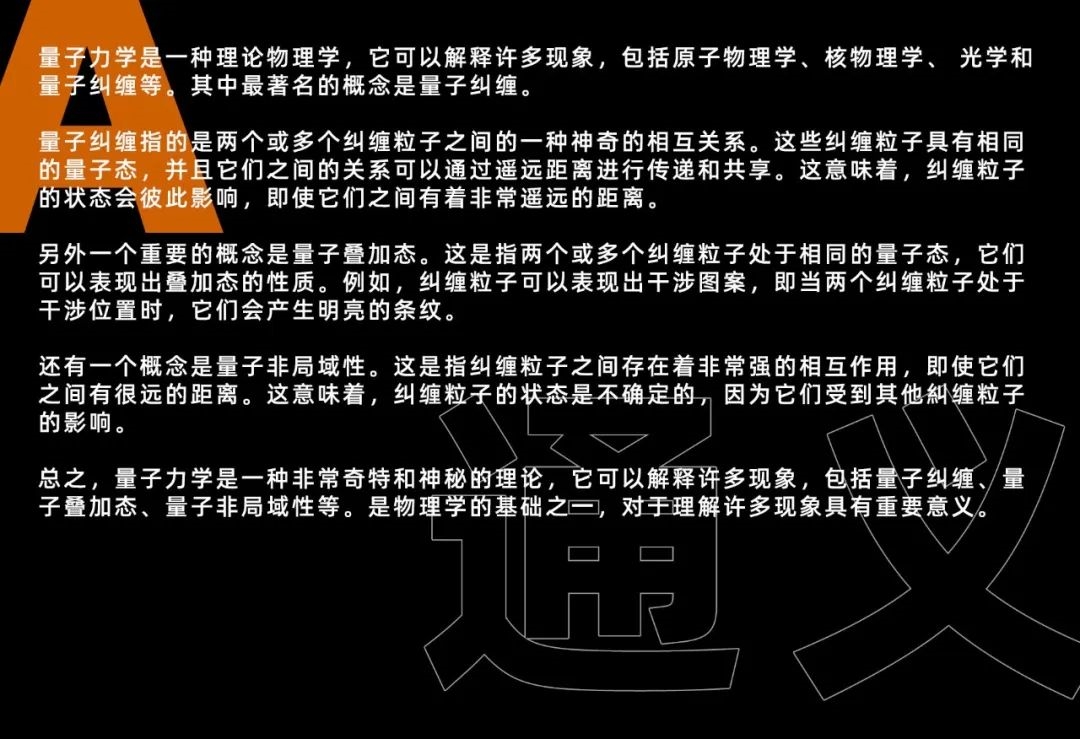 A
量子力学是一种理论物理学，它可以解释许多现象，包括原子物理学、核物理学、 光学和
量子纠缠等。其中最著名的概念是量子纠缠。
量子纠缠指的是两个或多个纠缠粒子之间的一种神奇的相互关系。这些纠缠粒子具有相同
的量子态，并且它们之间的关系可以通过遥远距离进行传递和共享。这意味着，纠缠粒子
的状态会彼此影响，即使它们之间有着非常遥远的距离。
另外一个重要的概念是量子叠加态。这是指两个或多个纠缠粒子处于相同的量子态，它们
可以表现出叠加态的性质。例如，纠缠粒子可以表现出干涉图案，即当两个纠缠粒子处于
干涉位置时，它们会产生明亮的条纹。
还有一个概念是量子非局域性。这是指纠缠粒子之间存在着非常强的相互作用，即使它们
之间有很远的距离。这意味着，纠缠粒子的状态是不确定的，因为它们受到其他糾缠粒子
的影响。
总之，量子力学是一种非常奇特和神秘的理论，它可以解释许多现象，包括量子纠缠、量
子叠加态、量子非局域性等。是物理学的基础之一，对于理解许多现象具有重要意义。
通义